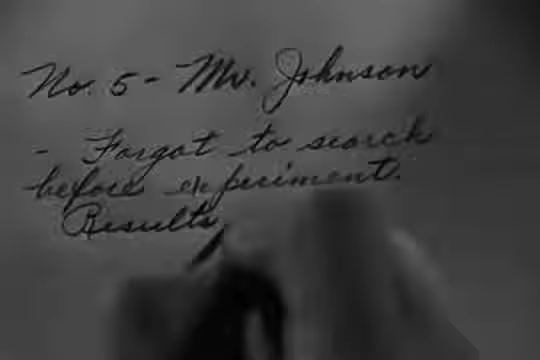 No. 5 - Mr. Johnson
- Forgot to search
before experiment.
Results